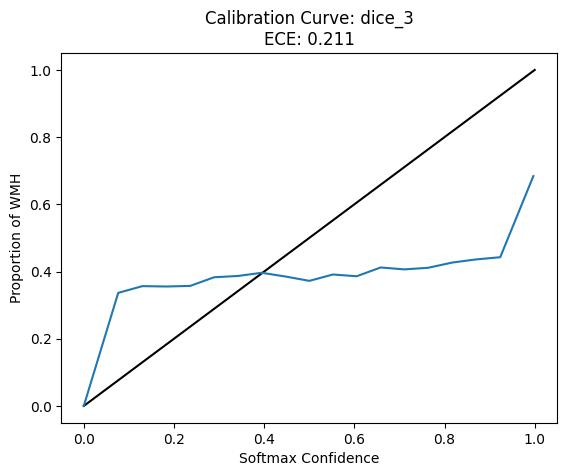 Calibration Curve: dice_3
ECE: 0.211
Proportion of WMH
1.0
0.8
0.6
0.4
0.2
0.0
0.0 0.2 0.4 0.6 0.8 1.0
Softmax Confidence